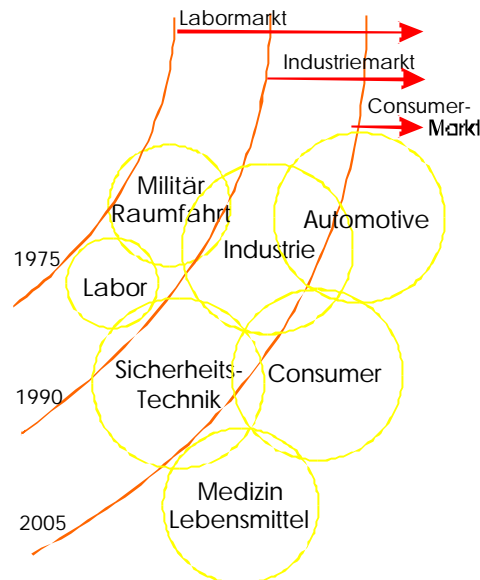 Labormarkt
Industriemarkt
Consumer-
Markt
Militär
Raumfahrt
Automotive
Industrie
1975
Labor
Sicherheits-
Technik
Consumer
1990
Medizin
Lebensmittel
2005